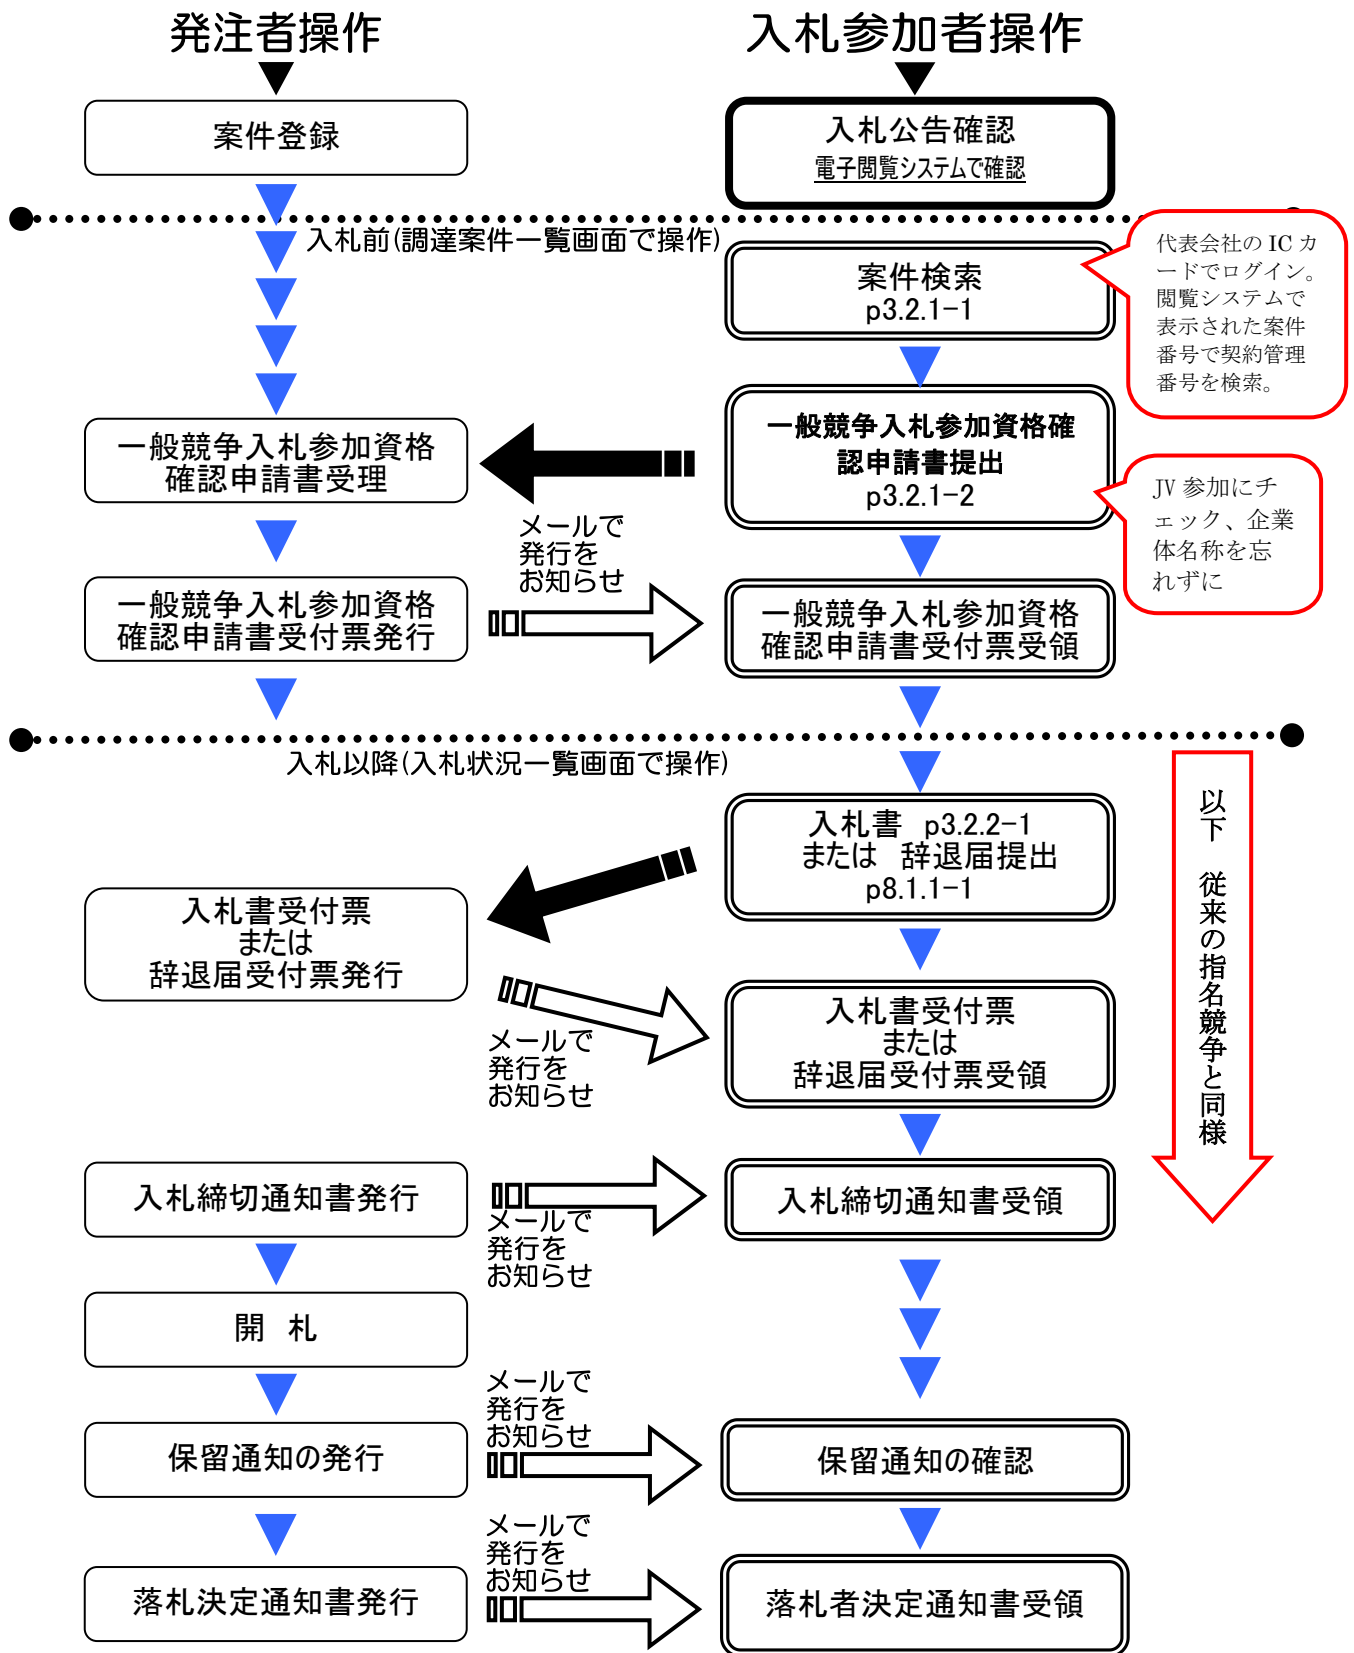 発注者操作
入札参加者操作
案件登録
入札公告確認
電子閲覧システムで確認
入札前(調達案件一覧画面で操作)
案件検索
p3.2.1-1
代表会社の IC カ
ードでログイン。
閲覧システムで
表示された案件
番号で契約管理
番号を検索。
一般競争入札参加資格
確認申請書受理
一般競争入札参加資格確
認申請書提出
p3.2.1-2
JV 参加にチ
ェック、企業
体名称を忘
れずに
メールで
発行を
お知らせ
一般競争入札参加資格
確認申請書受付票発行
一般競争入札参加資格
確認申請書受付票受領
入札以降(入札状況一覧画面で操作)
入札書 p3.2.2-1
または 辞退届提出
p8.1.1-1
以下 従来の指名競争と同様
入札書受付票
または
辞退届受付票発行
メールで
発行を
お知らせ
入札書受付票
または
辞退届受付票受領
入札締切通知書発行
メールで
発行を
お知らせ
入札締切通知書受領
開 札
保留通知の発行
メールで
発行を
お知らせ
保留通知の確認
落札決定通知書発行
メールで
発行を
お知らせ
落札者決定通知書受領